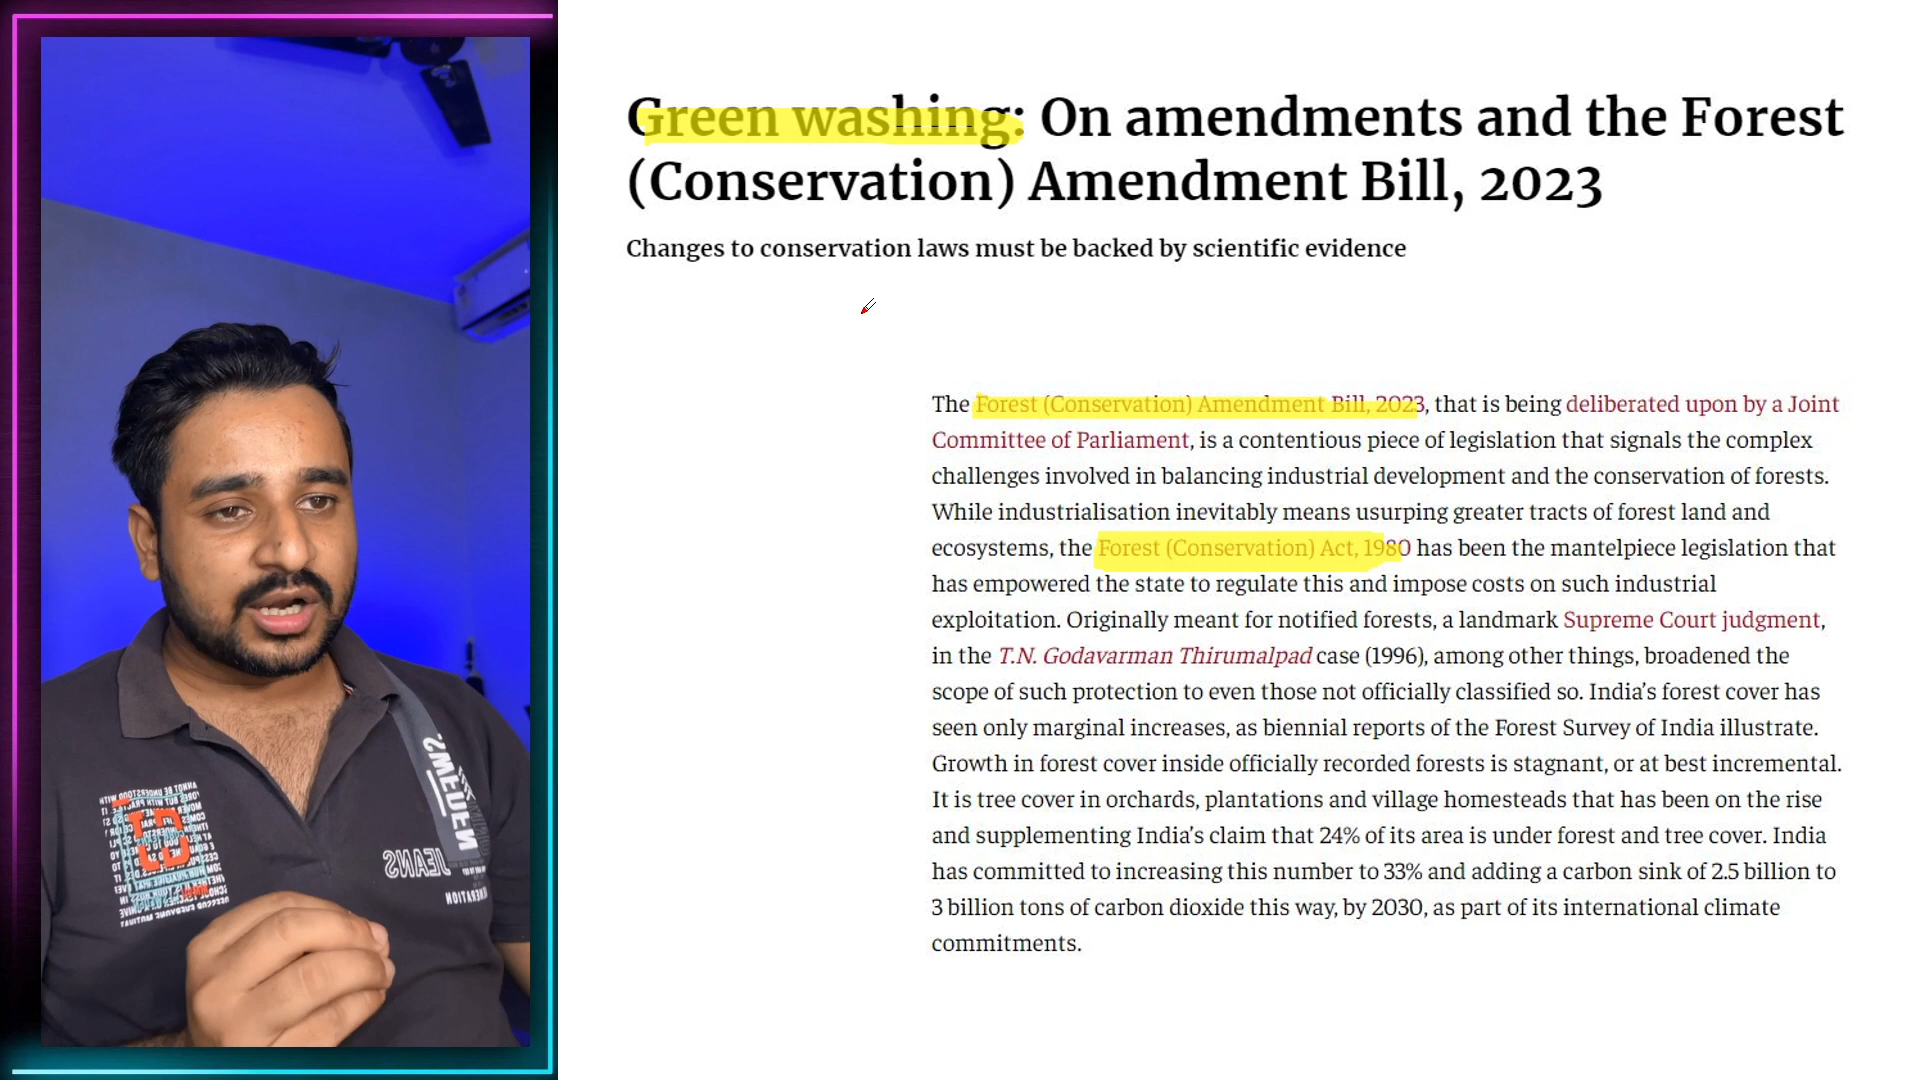 Green washing: On amendments and the Forest
(Conservation) Amendment Bill, 2023
Changes to conservation laws must be backed by scientific evidence
The Forest (Conservation) Amendment Bill, 2023, that is being deliberated upon by a Joint
Committee of Parliament, is a contentious piece of legislation that signals the complex
challenges involved in balancing industrial development and the conservation of forests.
While industrialisation inevitably means usurping greater tracts of forest land and
ecosystems, the Forest (Conservation) Act, 1980 has been the mantelpiece legislation that
has empowered the state to regulate this and impose costs on such industrial
exploitation. Originally meant for notified forests, a landmark Supreme Court judgment,
in the T.N. Godavarman Thirumalpad case (1996), among other things, broadened the
scope of such protection to even those not officially classified so. India’s forest cover has
seen only marginal increases, as biennial reports of the Forest Survey of India illustrate.
Growth in forest cover inside officially recorded forests is stagnant, or at best incremental.
It is tree cover in orchards, plantations and village homesteads that has been on the rise
and supplementing India’s claim that 24% of its area is under forest and tree cover. India
has committed to increasing this number to 33% and adding a carbon sink of 2.5 billion to
3 billion tons of carbon dioxide this way, by 2030, as part of its international climate
commitments.
JEANS